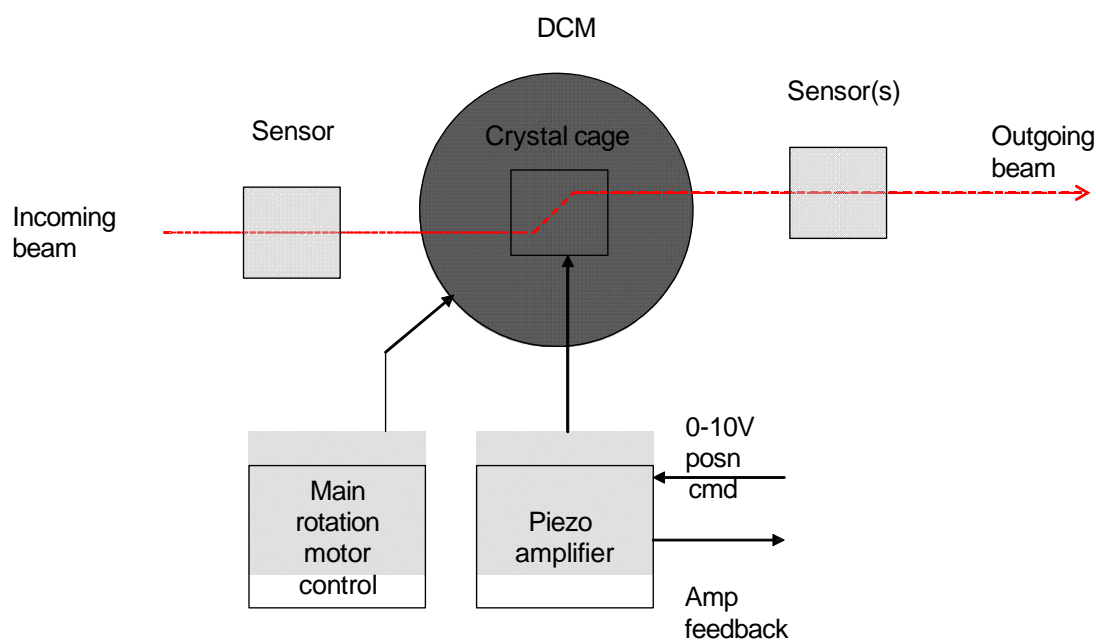 DCM
Sensor(s)
Sensor
Crystal cage
Outgoing
beam
Incoming
beam
0-10V
posn
cmd
Main
rotation
motor
control
Piezo
amplifier
Amp
feedback